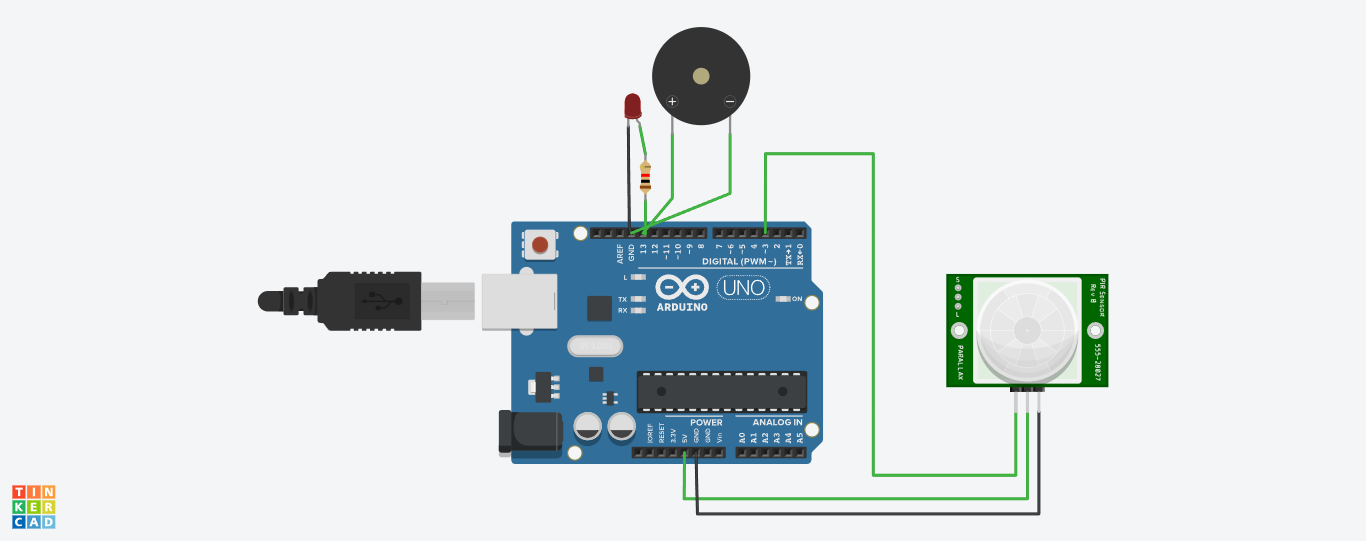 + −
AREF
GND
13
12
~11
~10
~9
8
7
6
~5
4
~3
2
TX→1
RX←0
DIGITAL (PWM~)
L
TX
RX
ARDUINO
UNO
ON
POWER
ANALOG IN
IOREF
RESET
3.3V
5V
GND
GND
Vin
A0
A1
A2
A3
A4
A5
S
L
PARALLAX
PIR SENSOR
Rev B
555-28027
TIN
KER
CAD